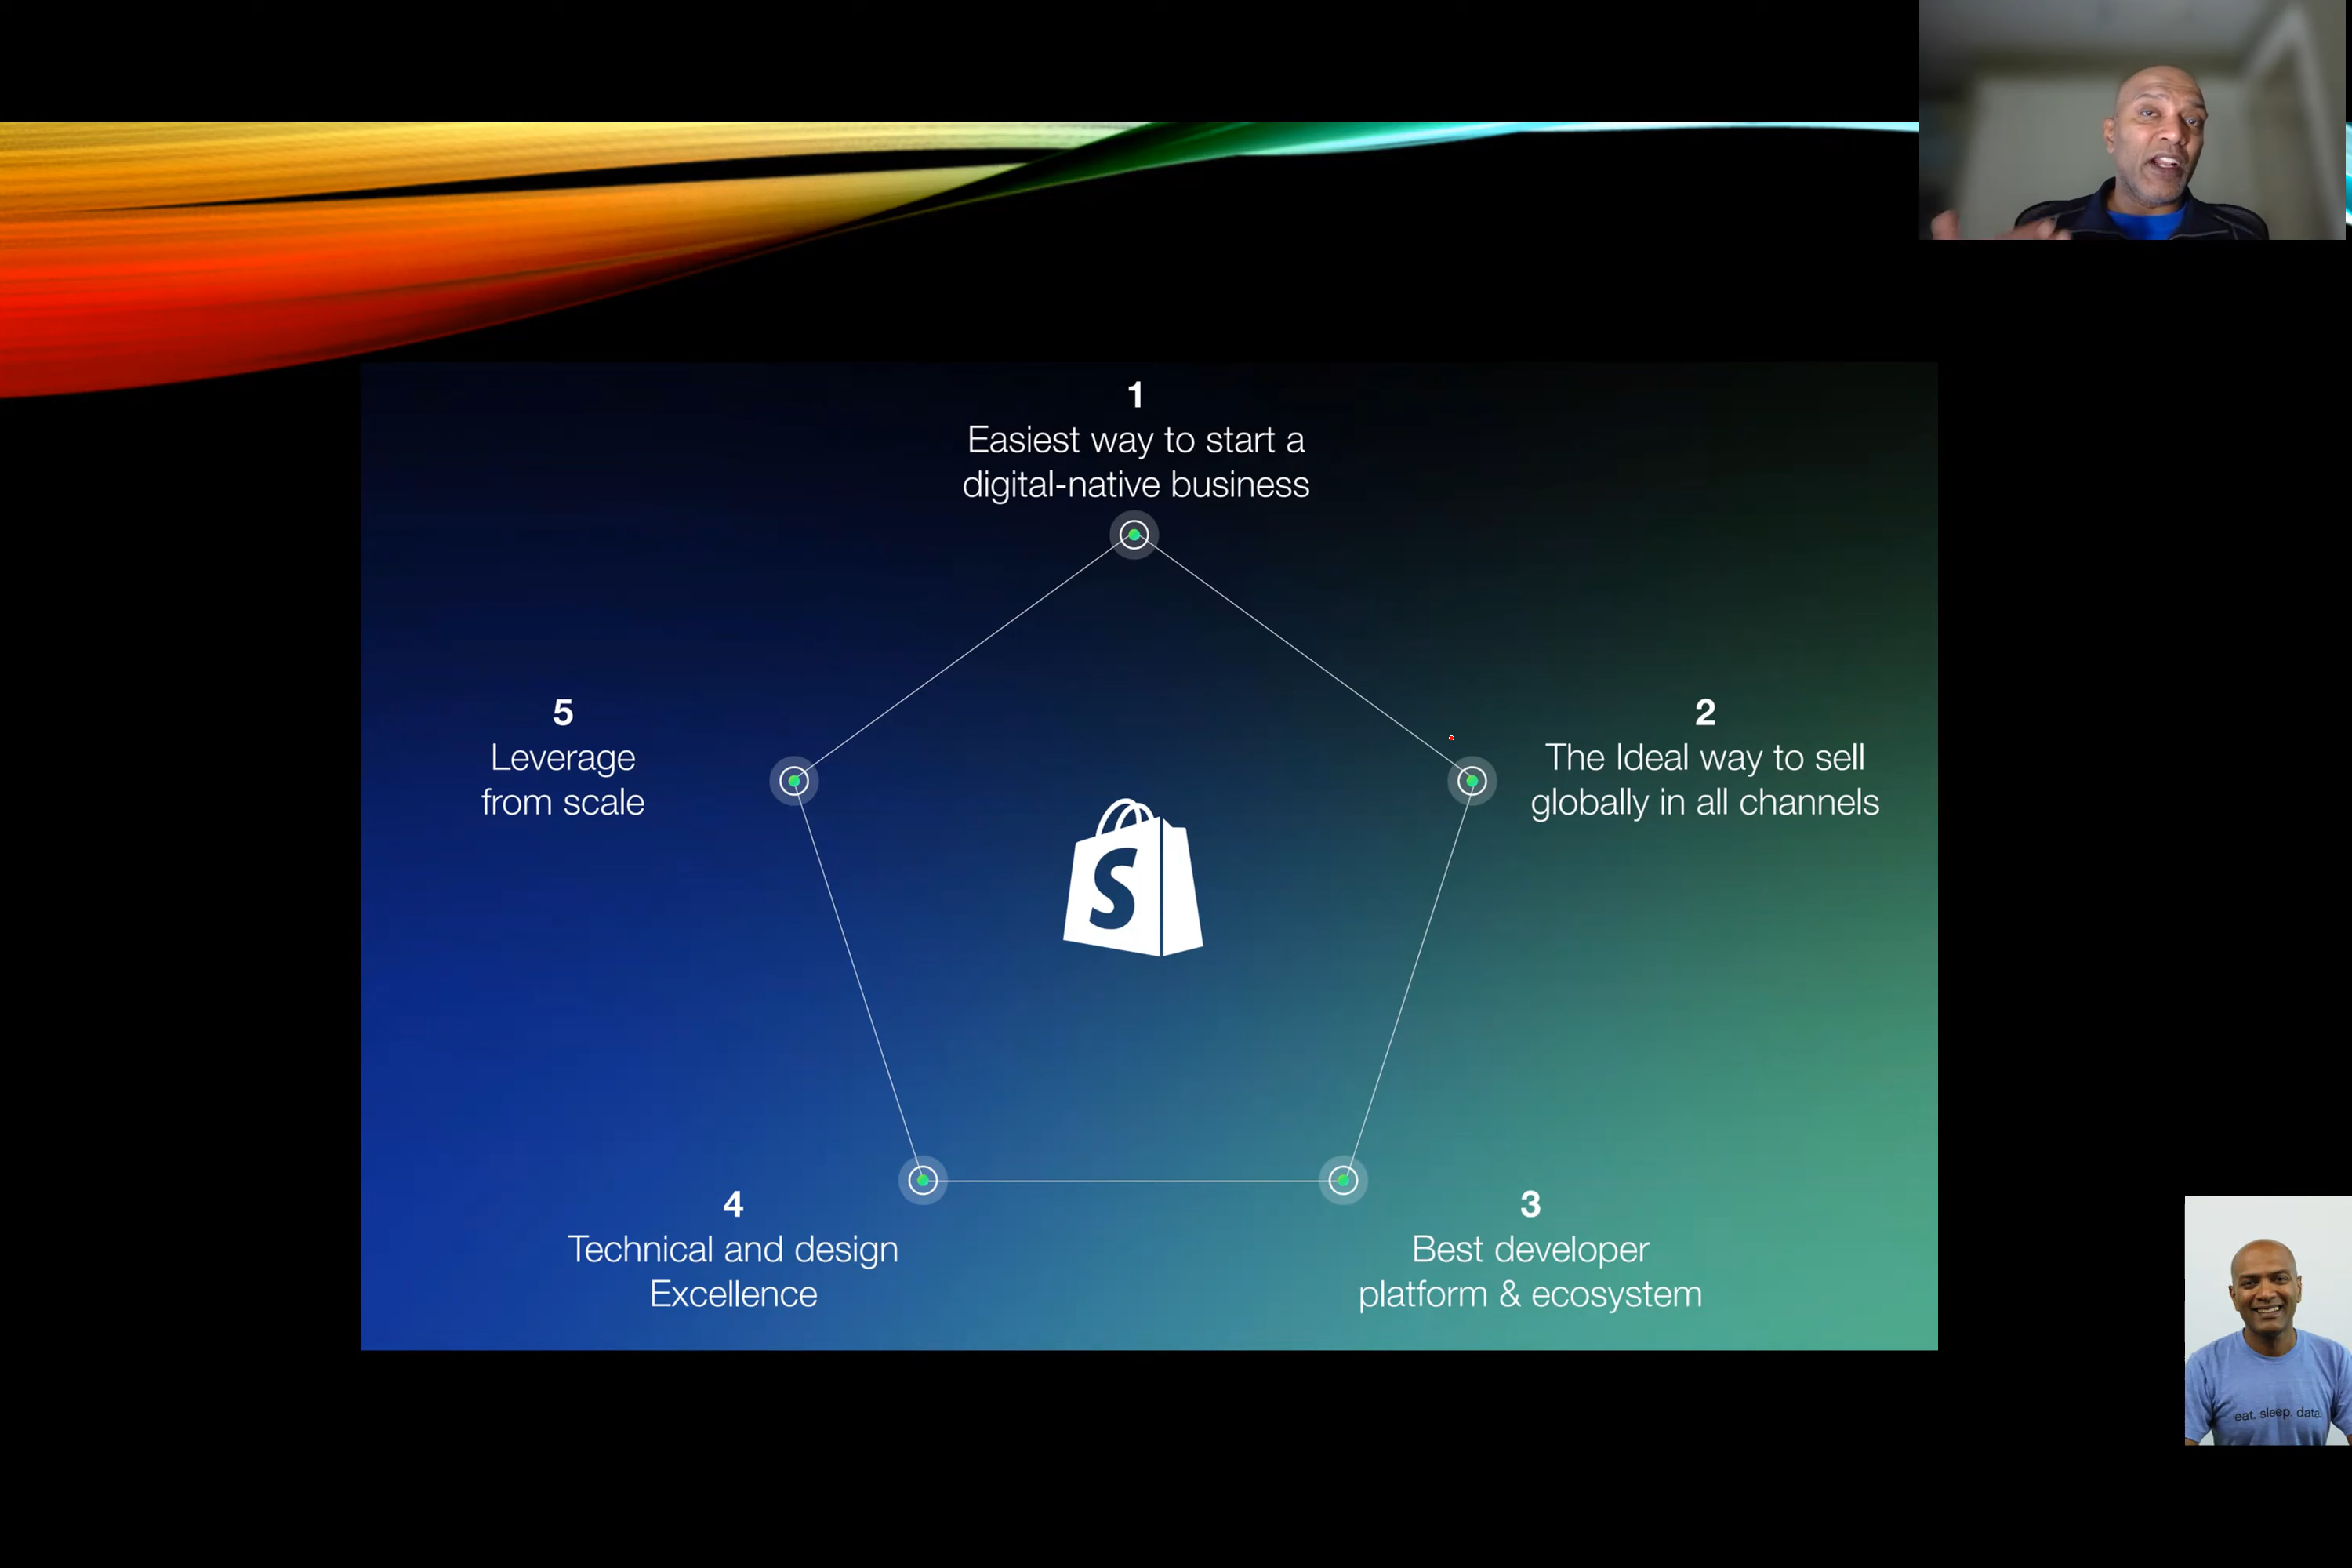 1
Easiest way to start a
digital-native business
2
The Ideal way to sell
globally in all channels
3
Best developer
platform & ecosystem
4
Technical and design
Excellence
5
Leverage
from scale
S
eat. sleep. data.